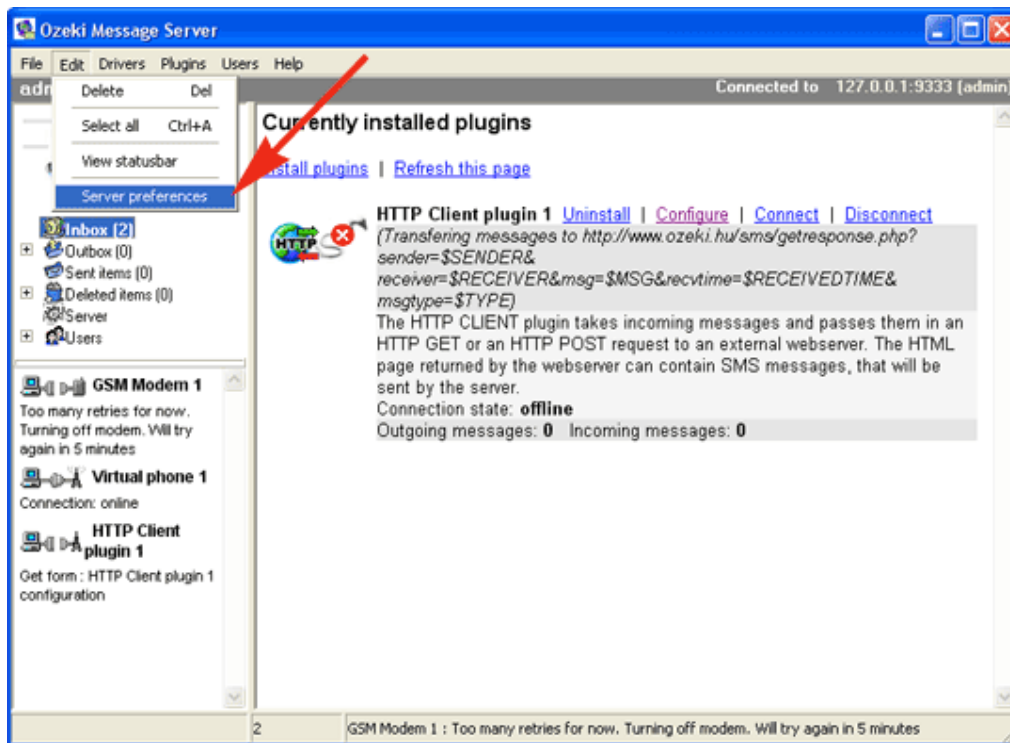 Ozeki Message Server
File Edit Drivers Plugins Users Help
adn
Connected to 127.0.0.1:9333 (admin)
Delete Del
Select all Ctrl+A
View statusbar
Server preferences
Inbox (2)
Outbox (0)
Sent items (0)
Deleted items (0)
Server
Users
GSM Modem 1
Too many retries for now.
Turning off modem. Will try
again in 5 minutes
Virtual phone 1
Connection: online
HTTP Client
plugin 1
Get form : HTTP Client plugin 1
configuration
Currently installed plugins
Install plugins | Refresh this page
HTTP
HTTP Client plugin 1 Uninstall | Configure | Connect | Disconnect
(Transfering messages to http://www.ozeki.hu/sms/getresponse.php?
sender=$SENDER&
receiver=$RECEIVER&msg=$MSG&recvtime=$RECEIVEDTIME&
msgtype=$TYPE)
The HTTP CLIENT plugin takes incoming messages and passes them in an
HTTP GET or an HTTP POST request to an external webserver. The HTML
page returned by the webserver can contain SMS messages, that will be
sent by the server.
Connection state: offline
Outgoing messages: 0 Incoming messages: 0
2
GSM Modem 1 : Too many retries for now. Turning off modem. Will try again in 5 minutes